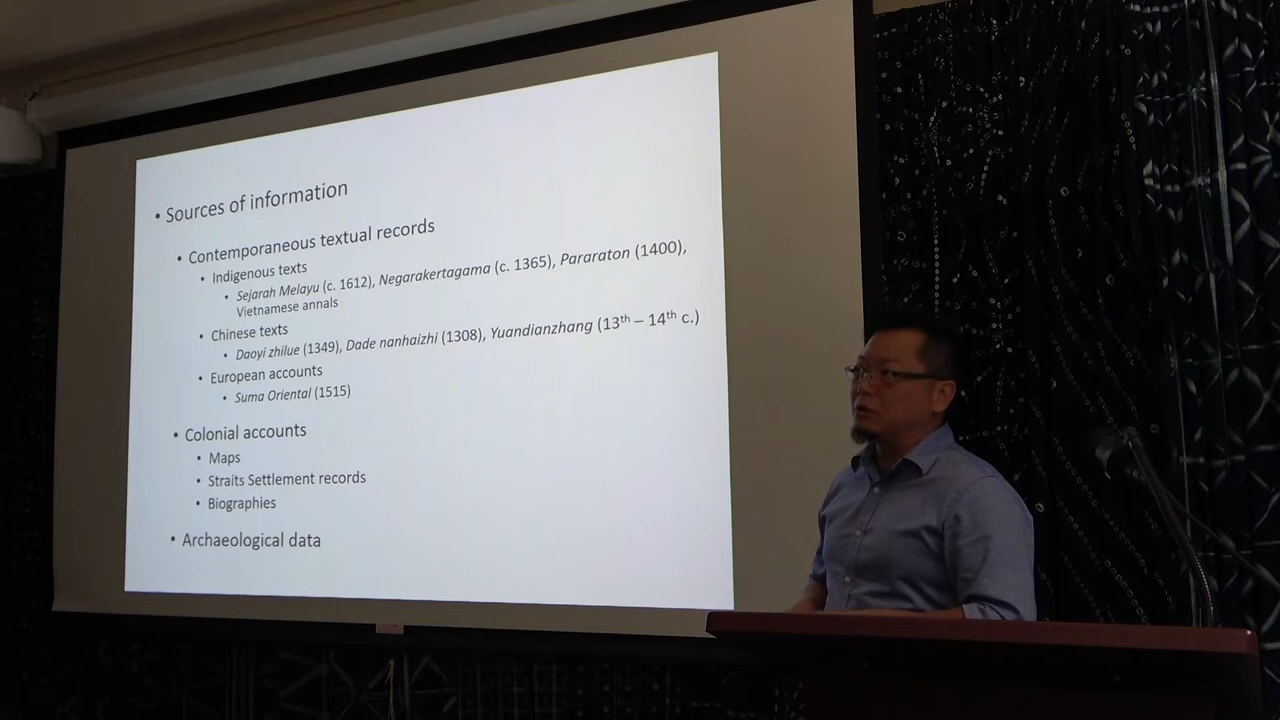 • Sources of information
• Contemporaneous textual records
• Indigenous texts
• Sejarah Melayu (c. 1612), Negarakertagama (c. 1365), Pararaton (1400),
Vietnamese annals
• Chinese texts
• Daoyi zhilue (1349), Dade nanhaizhi (1308), Yuandianzhang (13th – 14th c.)
• European accounts
• Suma Oriental (1515)
• Colonial accounts
• Maps
• Straits Settlement records
• Biographies
• Archaeological data